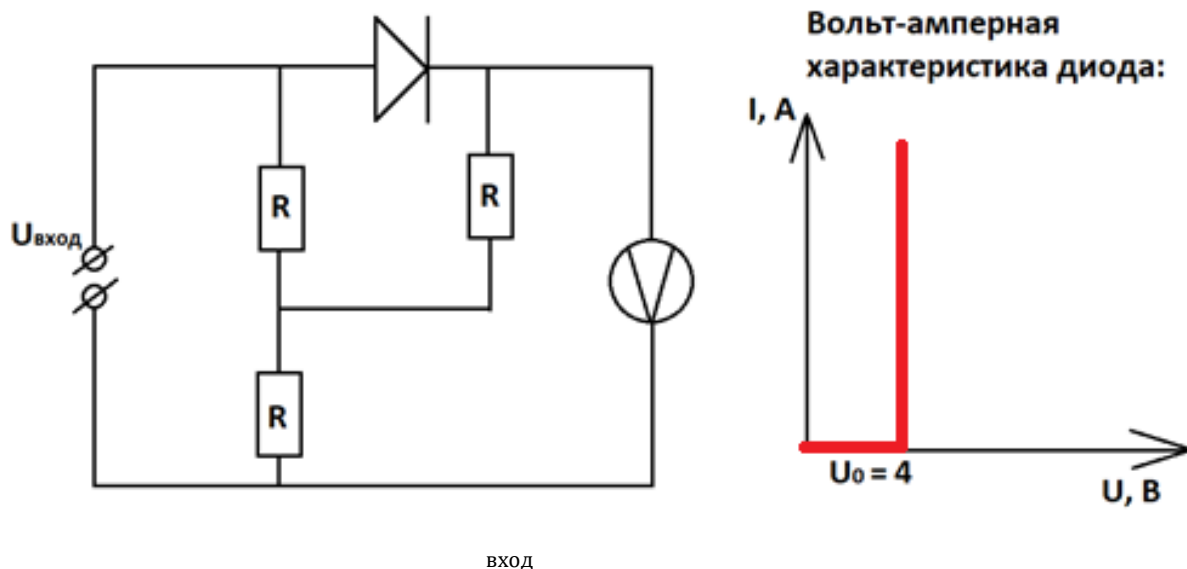 Вольт-амперная
характеристика диода:
I, А
R
R
Uвход
V
R
U₀ = 4
U, В
вход